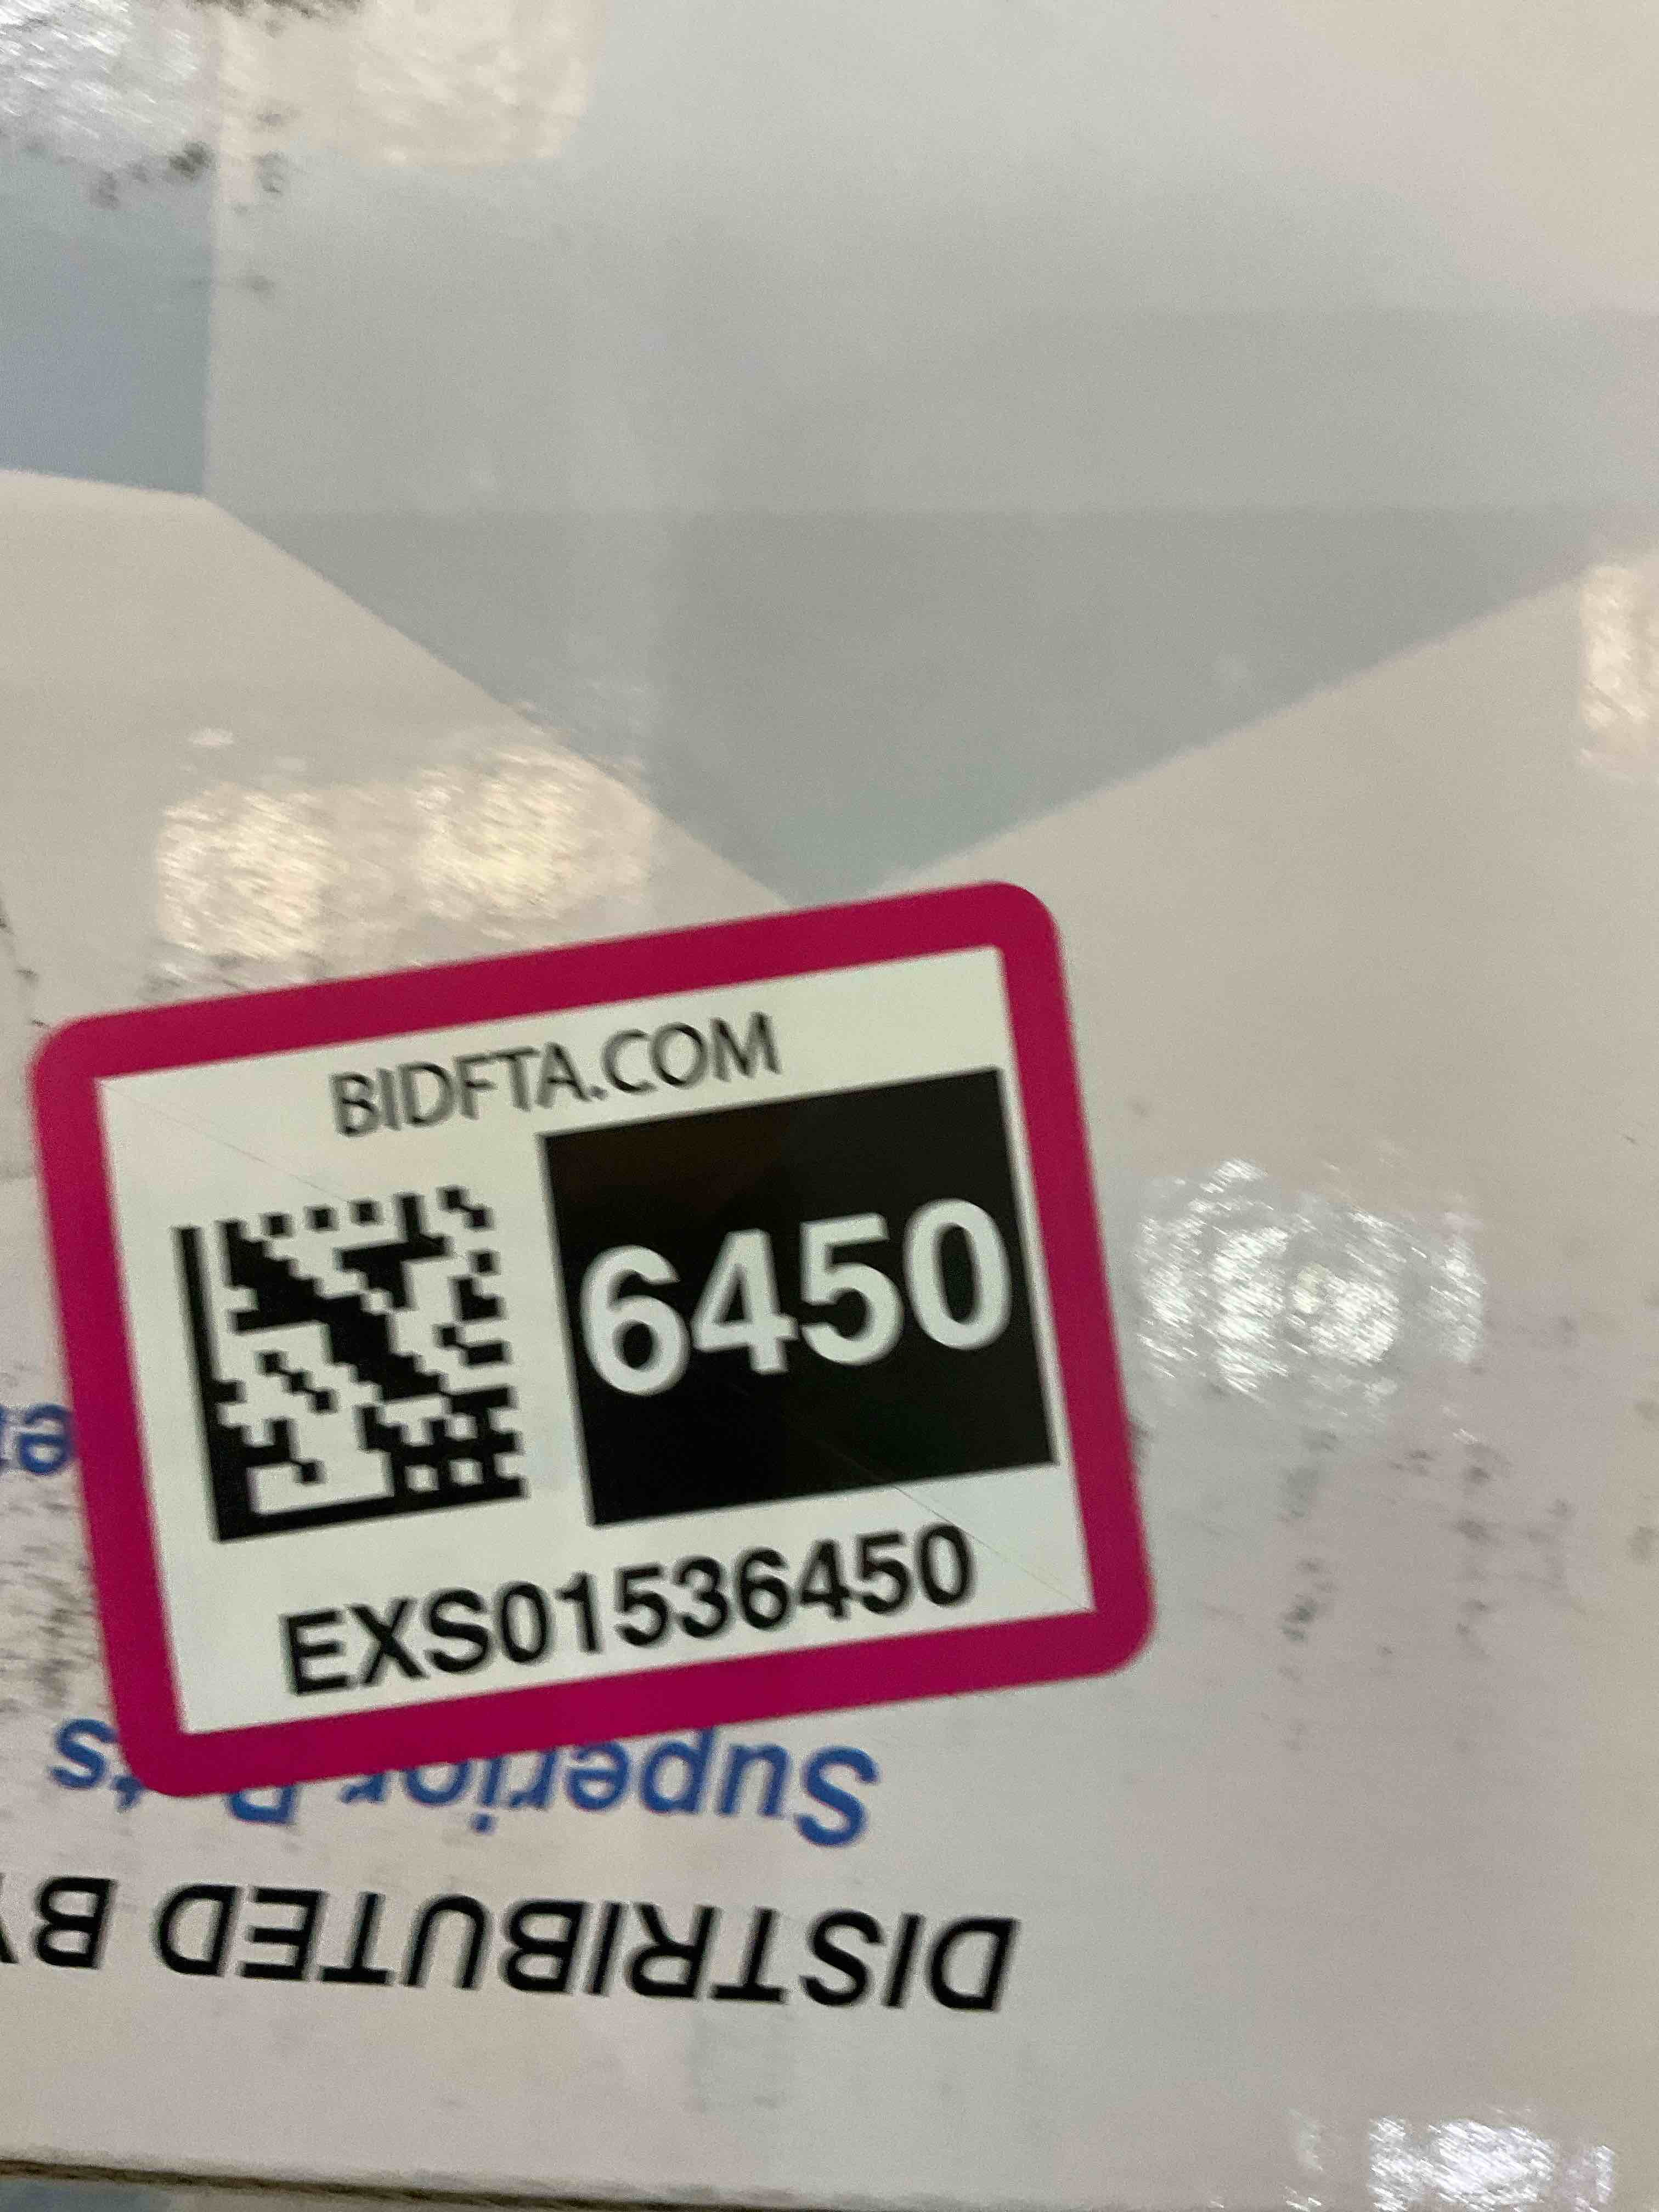 BIDFTA.COM
6450
EXS01536450
DISTRIBUTED
Superior